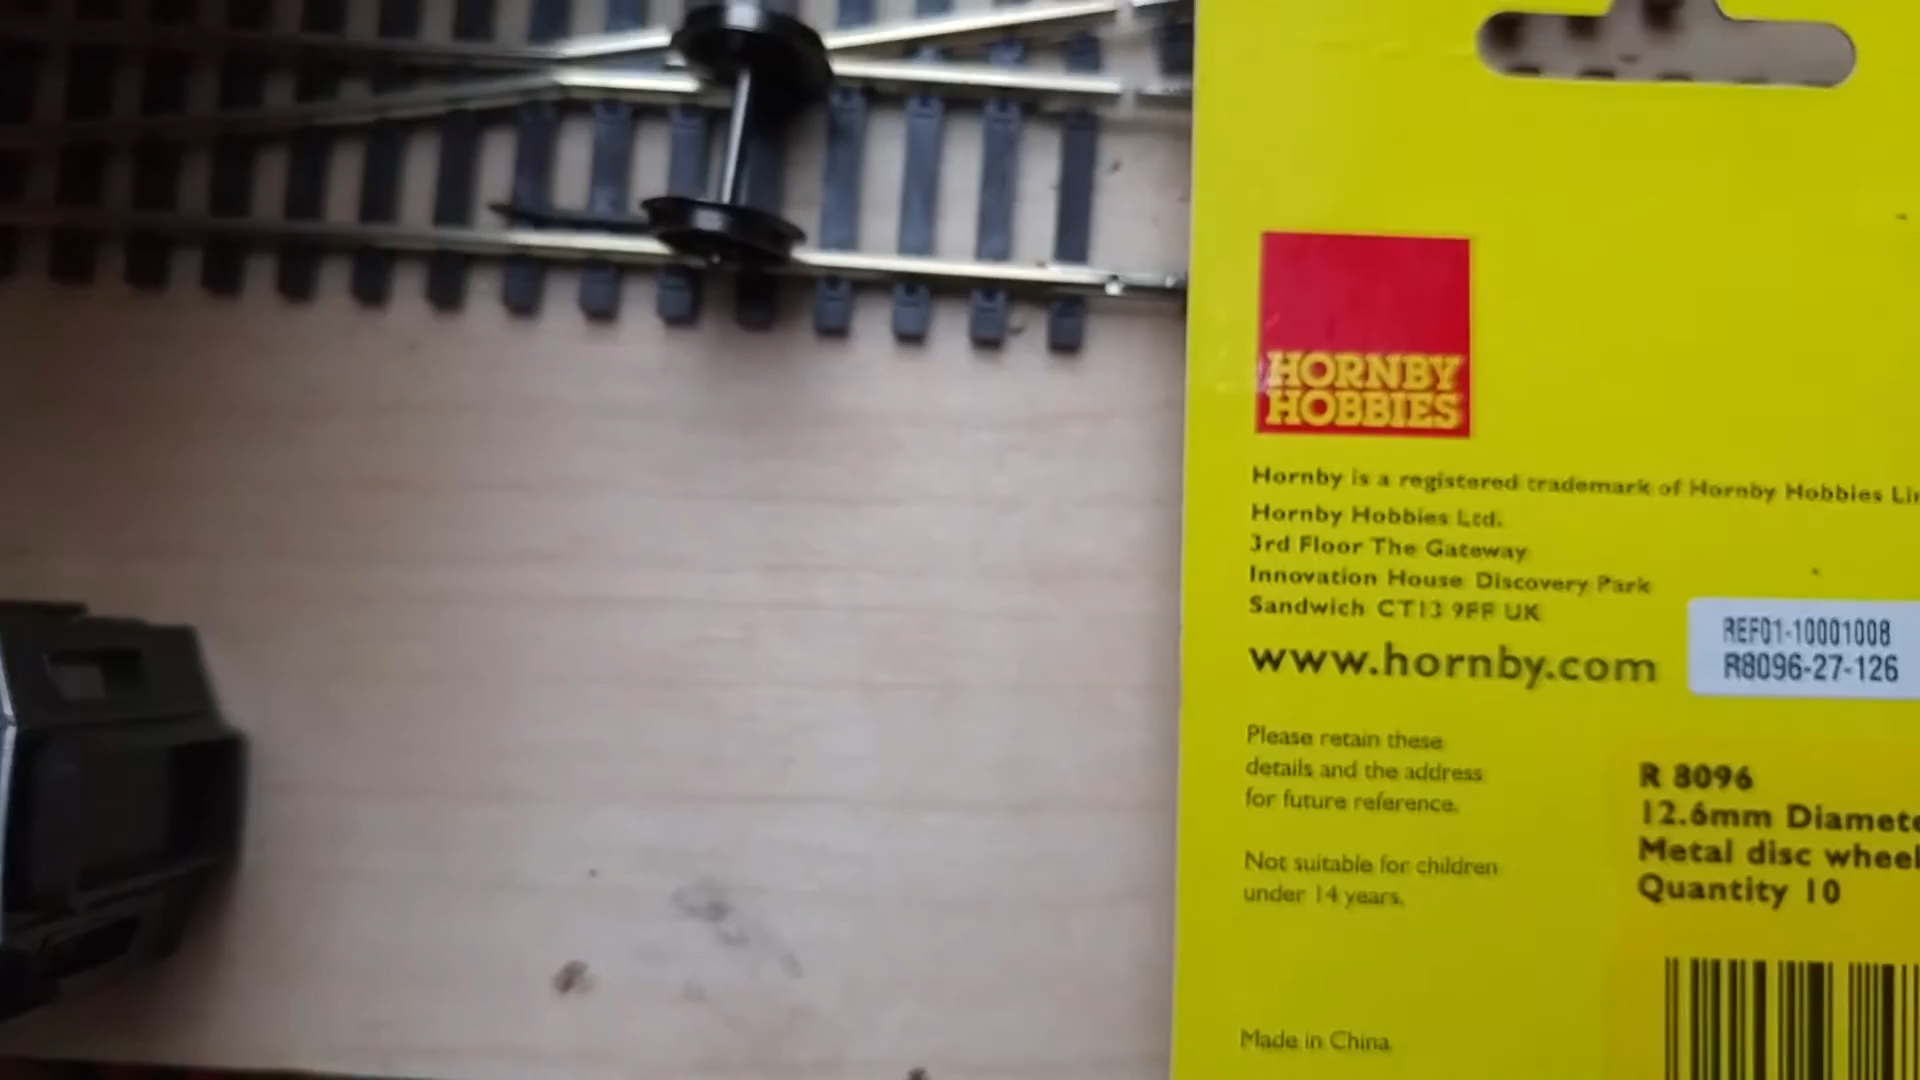 HORNBY
HOBBIES
Hornby is a registered trademark of Hornby Hobbies
Hornby Hobbies Ltd.
3rd Floor The Gateway
Innovation House Discovery Park
Sandwich CT13 9FF UK
www.hornby.com
REF01-10001008
R8096-27-126
Please retain these
details and the address
for future reference.
Not suitable for children
under 14 years.
R 8096
12.6mm Diamete
Metal disc wheel
Quantity 10
Made in China